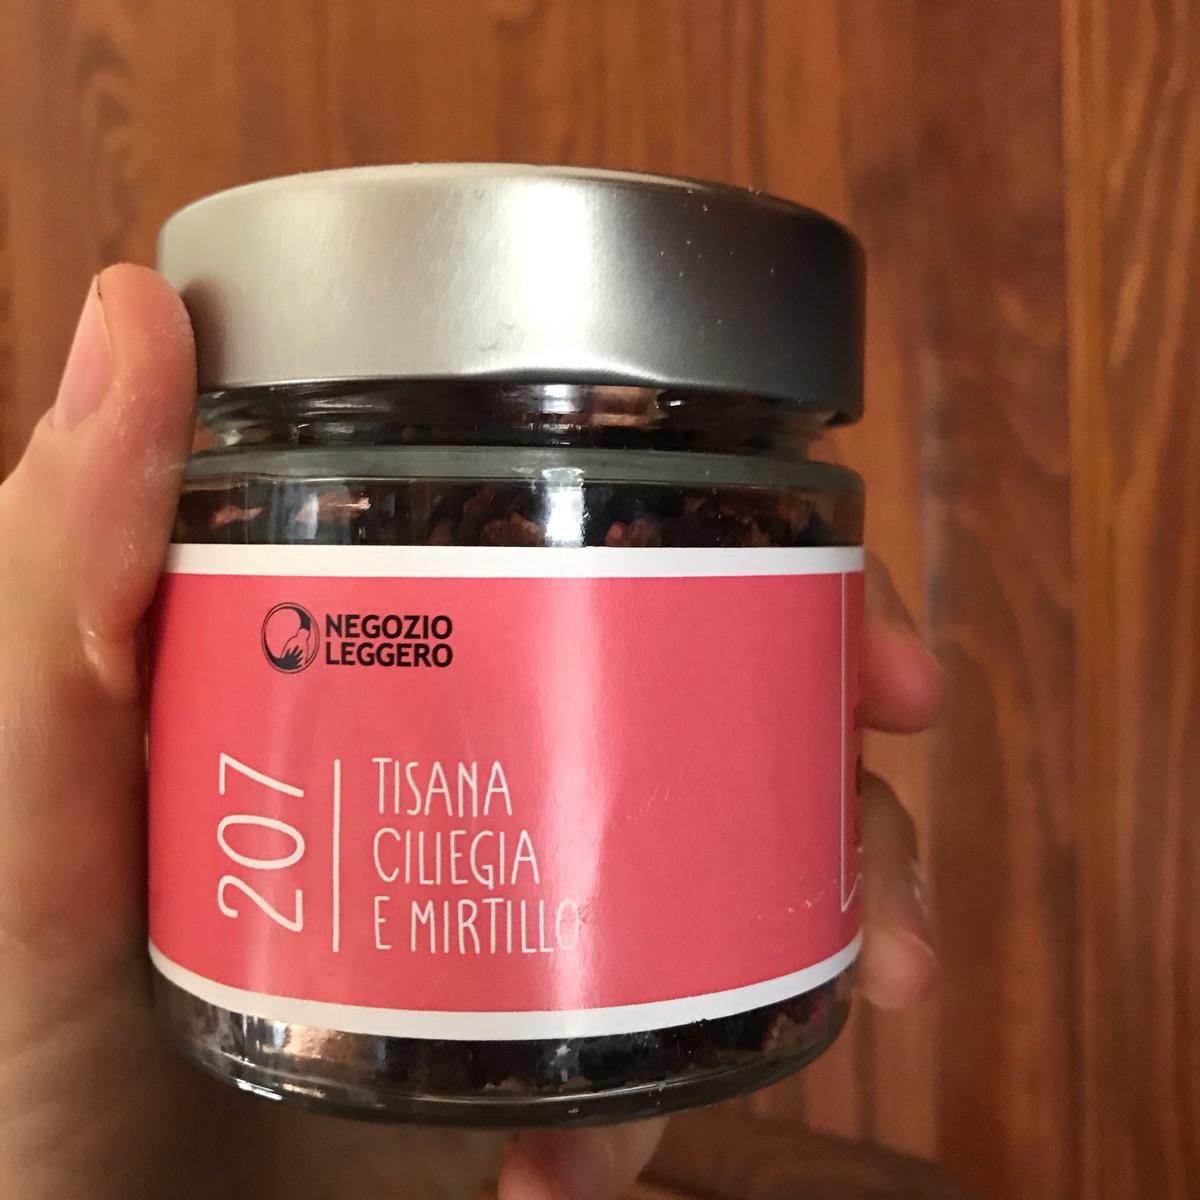 NEGOZIO
LEGGERO
207
TISANA
CILIEGIA
E MIRTILLO